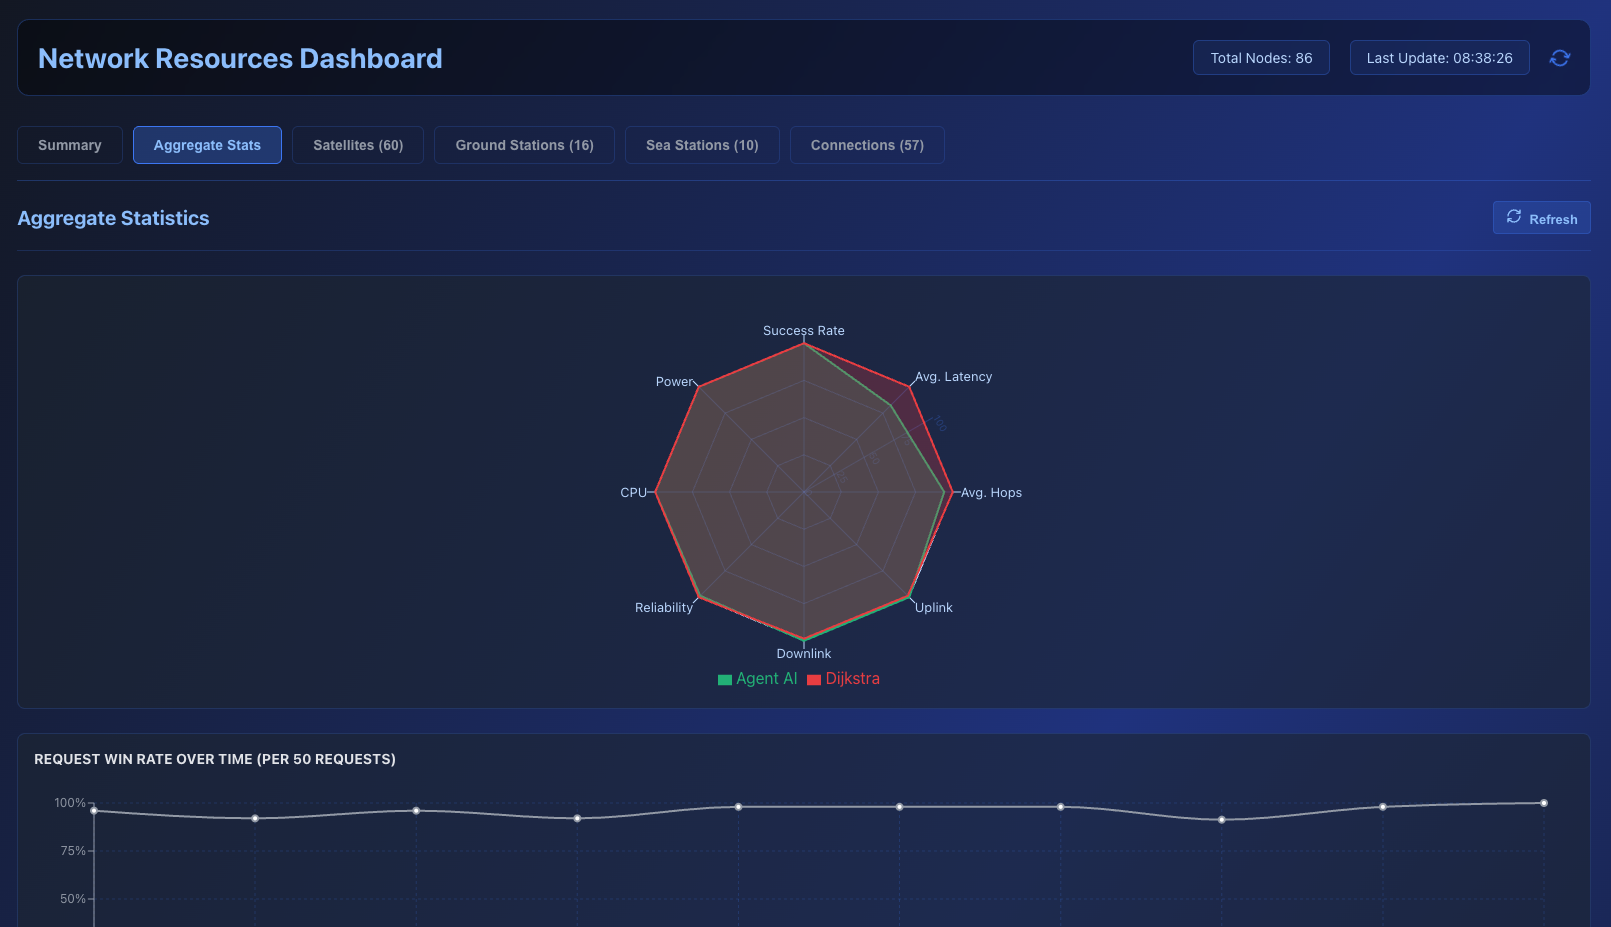 Network Resources Dashboard
Total Nodes: 86
Last Update: 08:38:26
Summary
Aggregate Stats
Satellites (60)
Ground Stations (16)
Sea Stations (10)
Connections (57)
Aggregate Statistics
Refresh
Success Rate
Avg. Latency
Power
100
CPU
Avg. Hops
Reliability
Uplink
Downlink
Agent AI
Dijkstra
REQUEST WIN RATE OVER TIME (PER 50 REQUESTS)
100%
75%
50%